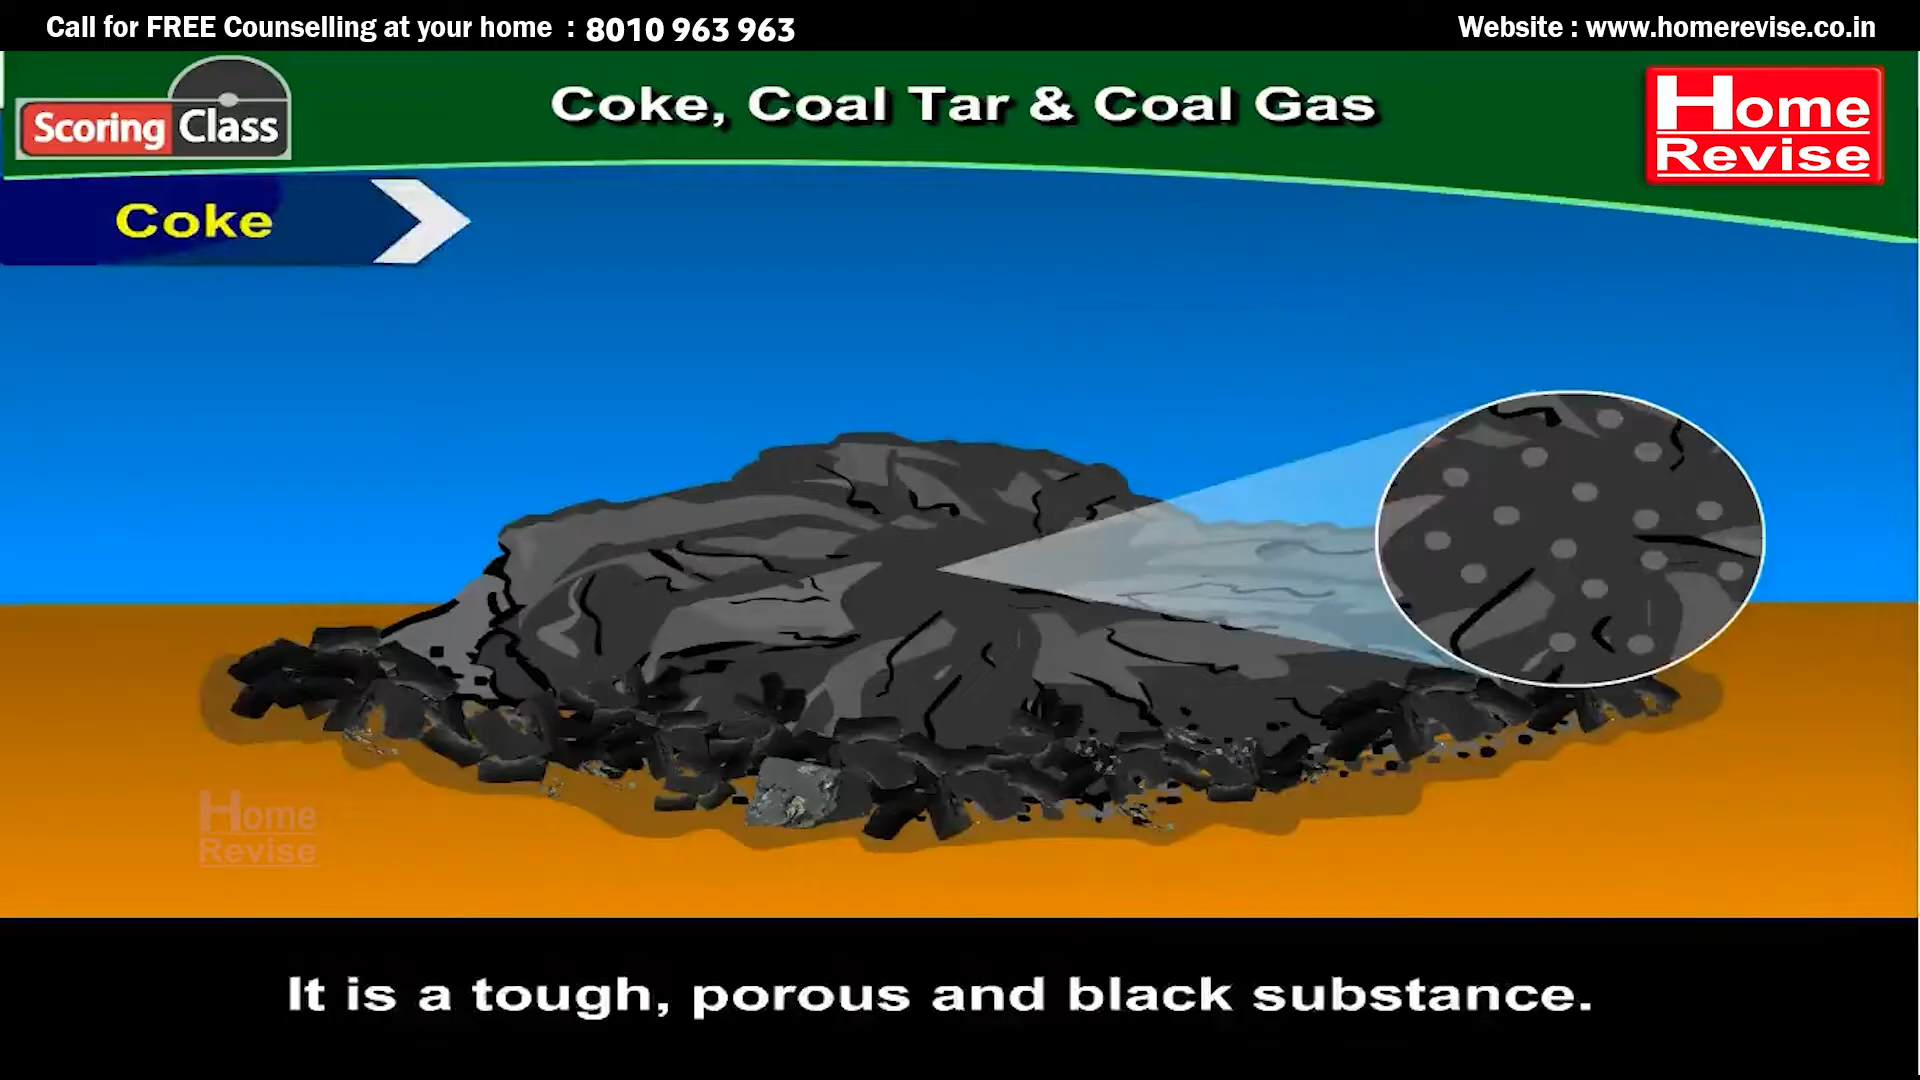 Call for FREE Counselling at your home : 8010 963 963
Website : www.homerevise.co.in
Scoring Class
Coke, Coal Tar & Coal Gas
Home
Revise
Coke
Home
Revise
It is a tough, porous and black substance.